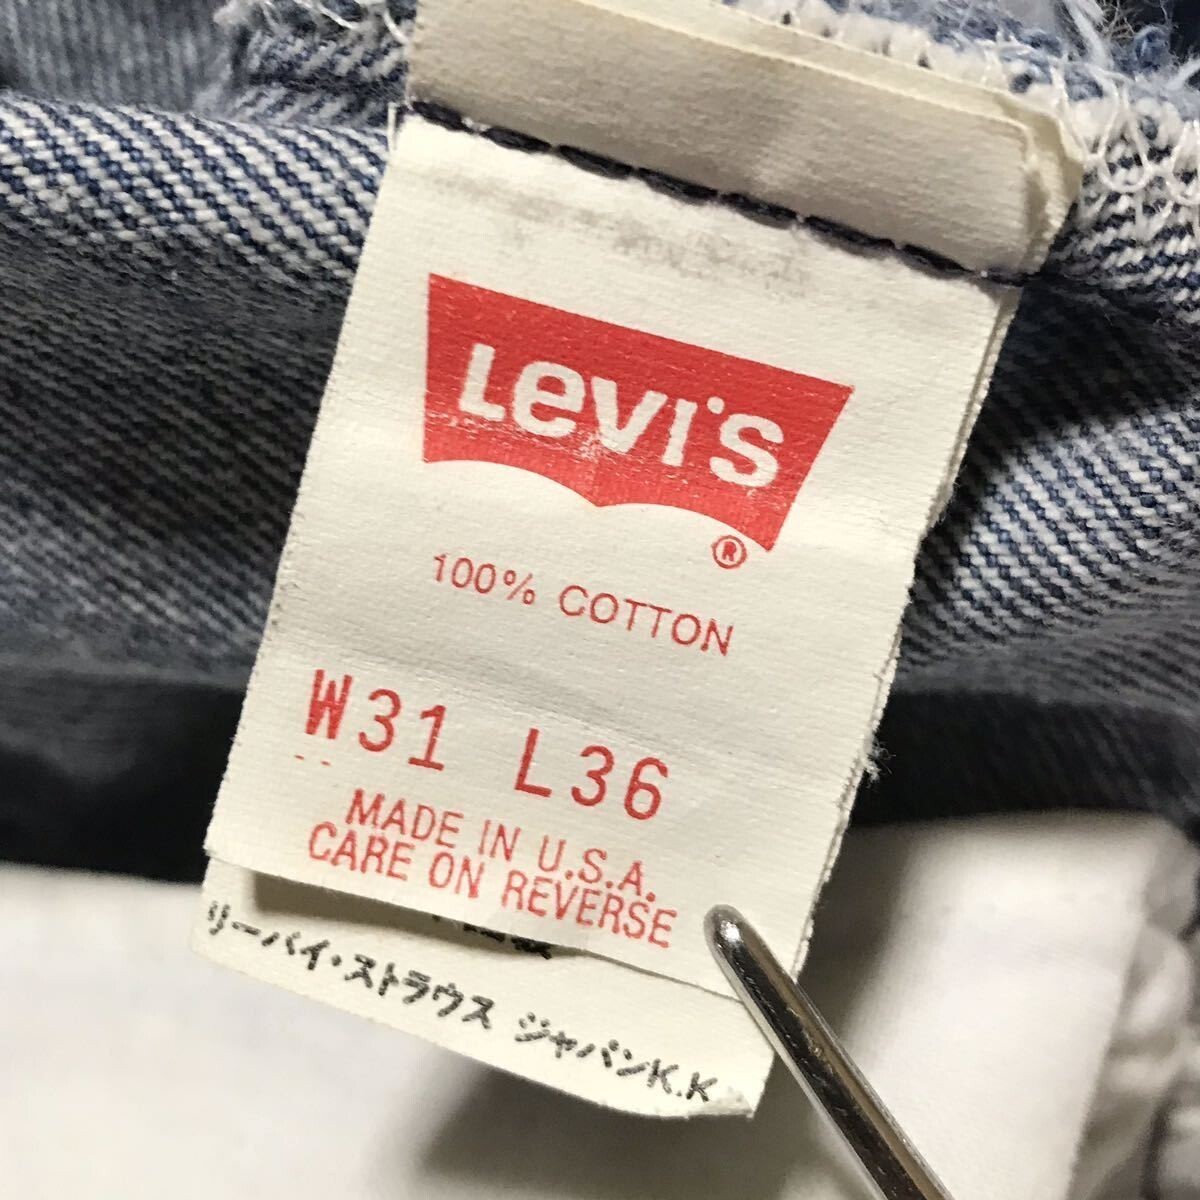 Levi's
®
100% COTTON
W31 L36
MADE IN U.S.A.
CARE ON REVERSE
リーバイ・ストラウス ジャパンK.K